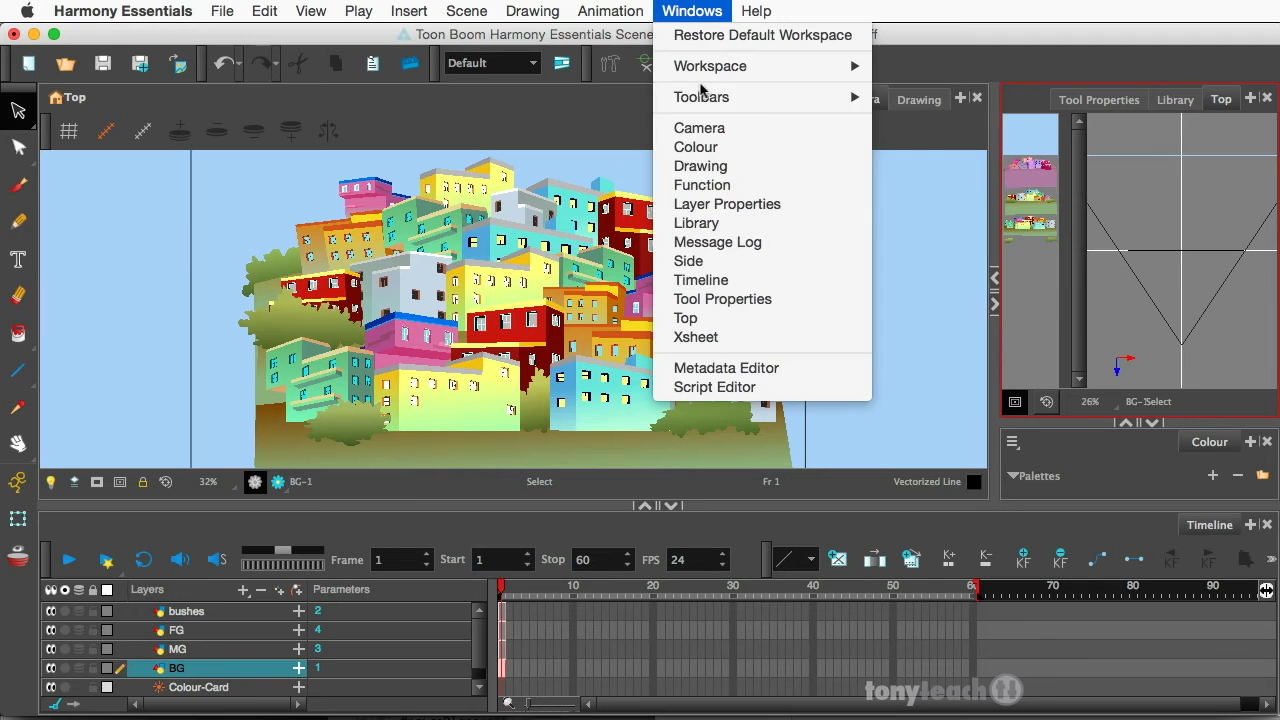 Harmony Essentials File Edit View Play Insert Scene Drawing Animation Windows Help
Toon Boom Harmony Essentials Scene
Default
Top
Drawing
Restore Default Workspace
Workspace
Toolbars
Camera
Colour
Drawing
Function
Layer Properties
Library
Message Log
Side
Timeline
Tool Properties
Top
Xsheet
Metadata Editor
Script Editor
Tool Properties Library Top
26%
Colour
Palettes
32% BG-1 Select Fr 1 Vectorized Line
Timeline
Frame 1 Start 1 Stop 60 FPS 24
Layers Parameters 10 20 30 40 50 70 80 90
bushes 2
FG 4
MG 3
BG 1
Colour-Card
tonyleach